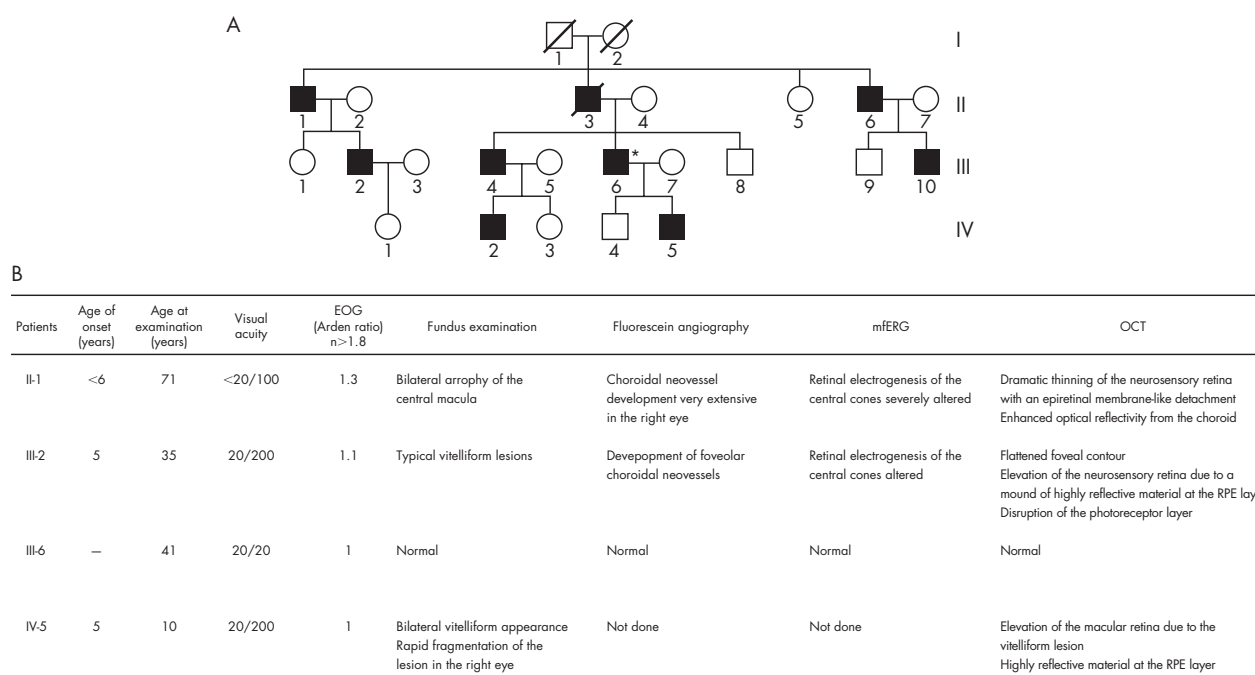 A
I
1 2
II
1 2 3 4 5 6 7
*
III
1 2 3 4 5 6 7 8 9 10
IV
1 2 3 4 5
B
Patients Age of onset (years) Age at examination (years) Visual acuity EOG (Arden ratio) n>1.8 Fundus examination Fluorescein angiography mfERG OCT
II-1 <6 71 <20/100 1.3 Bilateral arrophy of the Choroidal neovessel Retinal electrogenesis of the Dramatic thinning of the neurosensory retina
central macula development very extensive central cones severely altered with an epiretinal membrane-like detachment
in the right eye Enhanced optical reflectivity from the choroid
III-2 5 35 20/200 1.1 Typical vitelliform lesions Devepopment of foveolar Retinal electrogenesis of the Flattened foveal contour
choroidal neovessels central cones altered Elevation of the neurosensory retina due to a
mound of highly reflective material at the RPE lay
Disruption of the photoreceptor layer
III-6 – 41 20/20 1 Normal Normal Normal Normal
IV-5 5 10 20/200 1 Bilateral vitelliform appearance Not done Not done Elevation of the macular retina due to the
Rapid fragmentation of the vitelliform lesion
lesion in the right eye Highly reflective material at the RPE layer